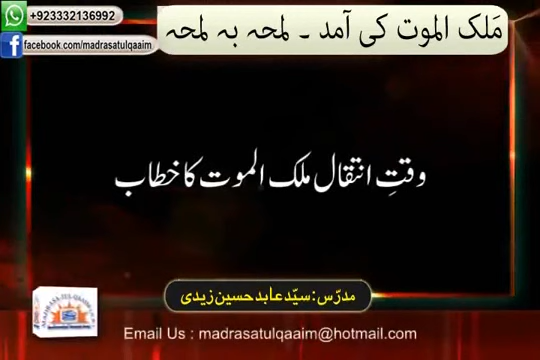 +923332136992
facebook.com/madrasatulqaaim
مَلک الموت کی آمد ۔ لمحہ بہ لمحہ
وقتِ انتقال ملک الموت کا خطاب
مدرّس : سیّد عابد حسین زیدی
Email Us : madrasatulqaaim@hotmail.com